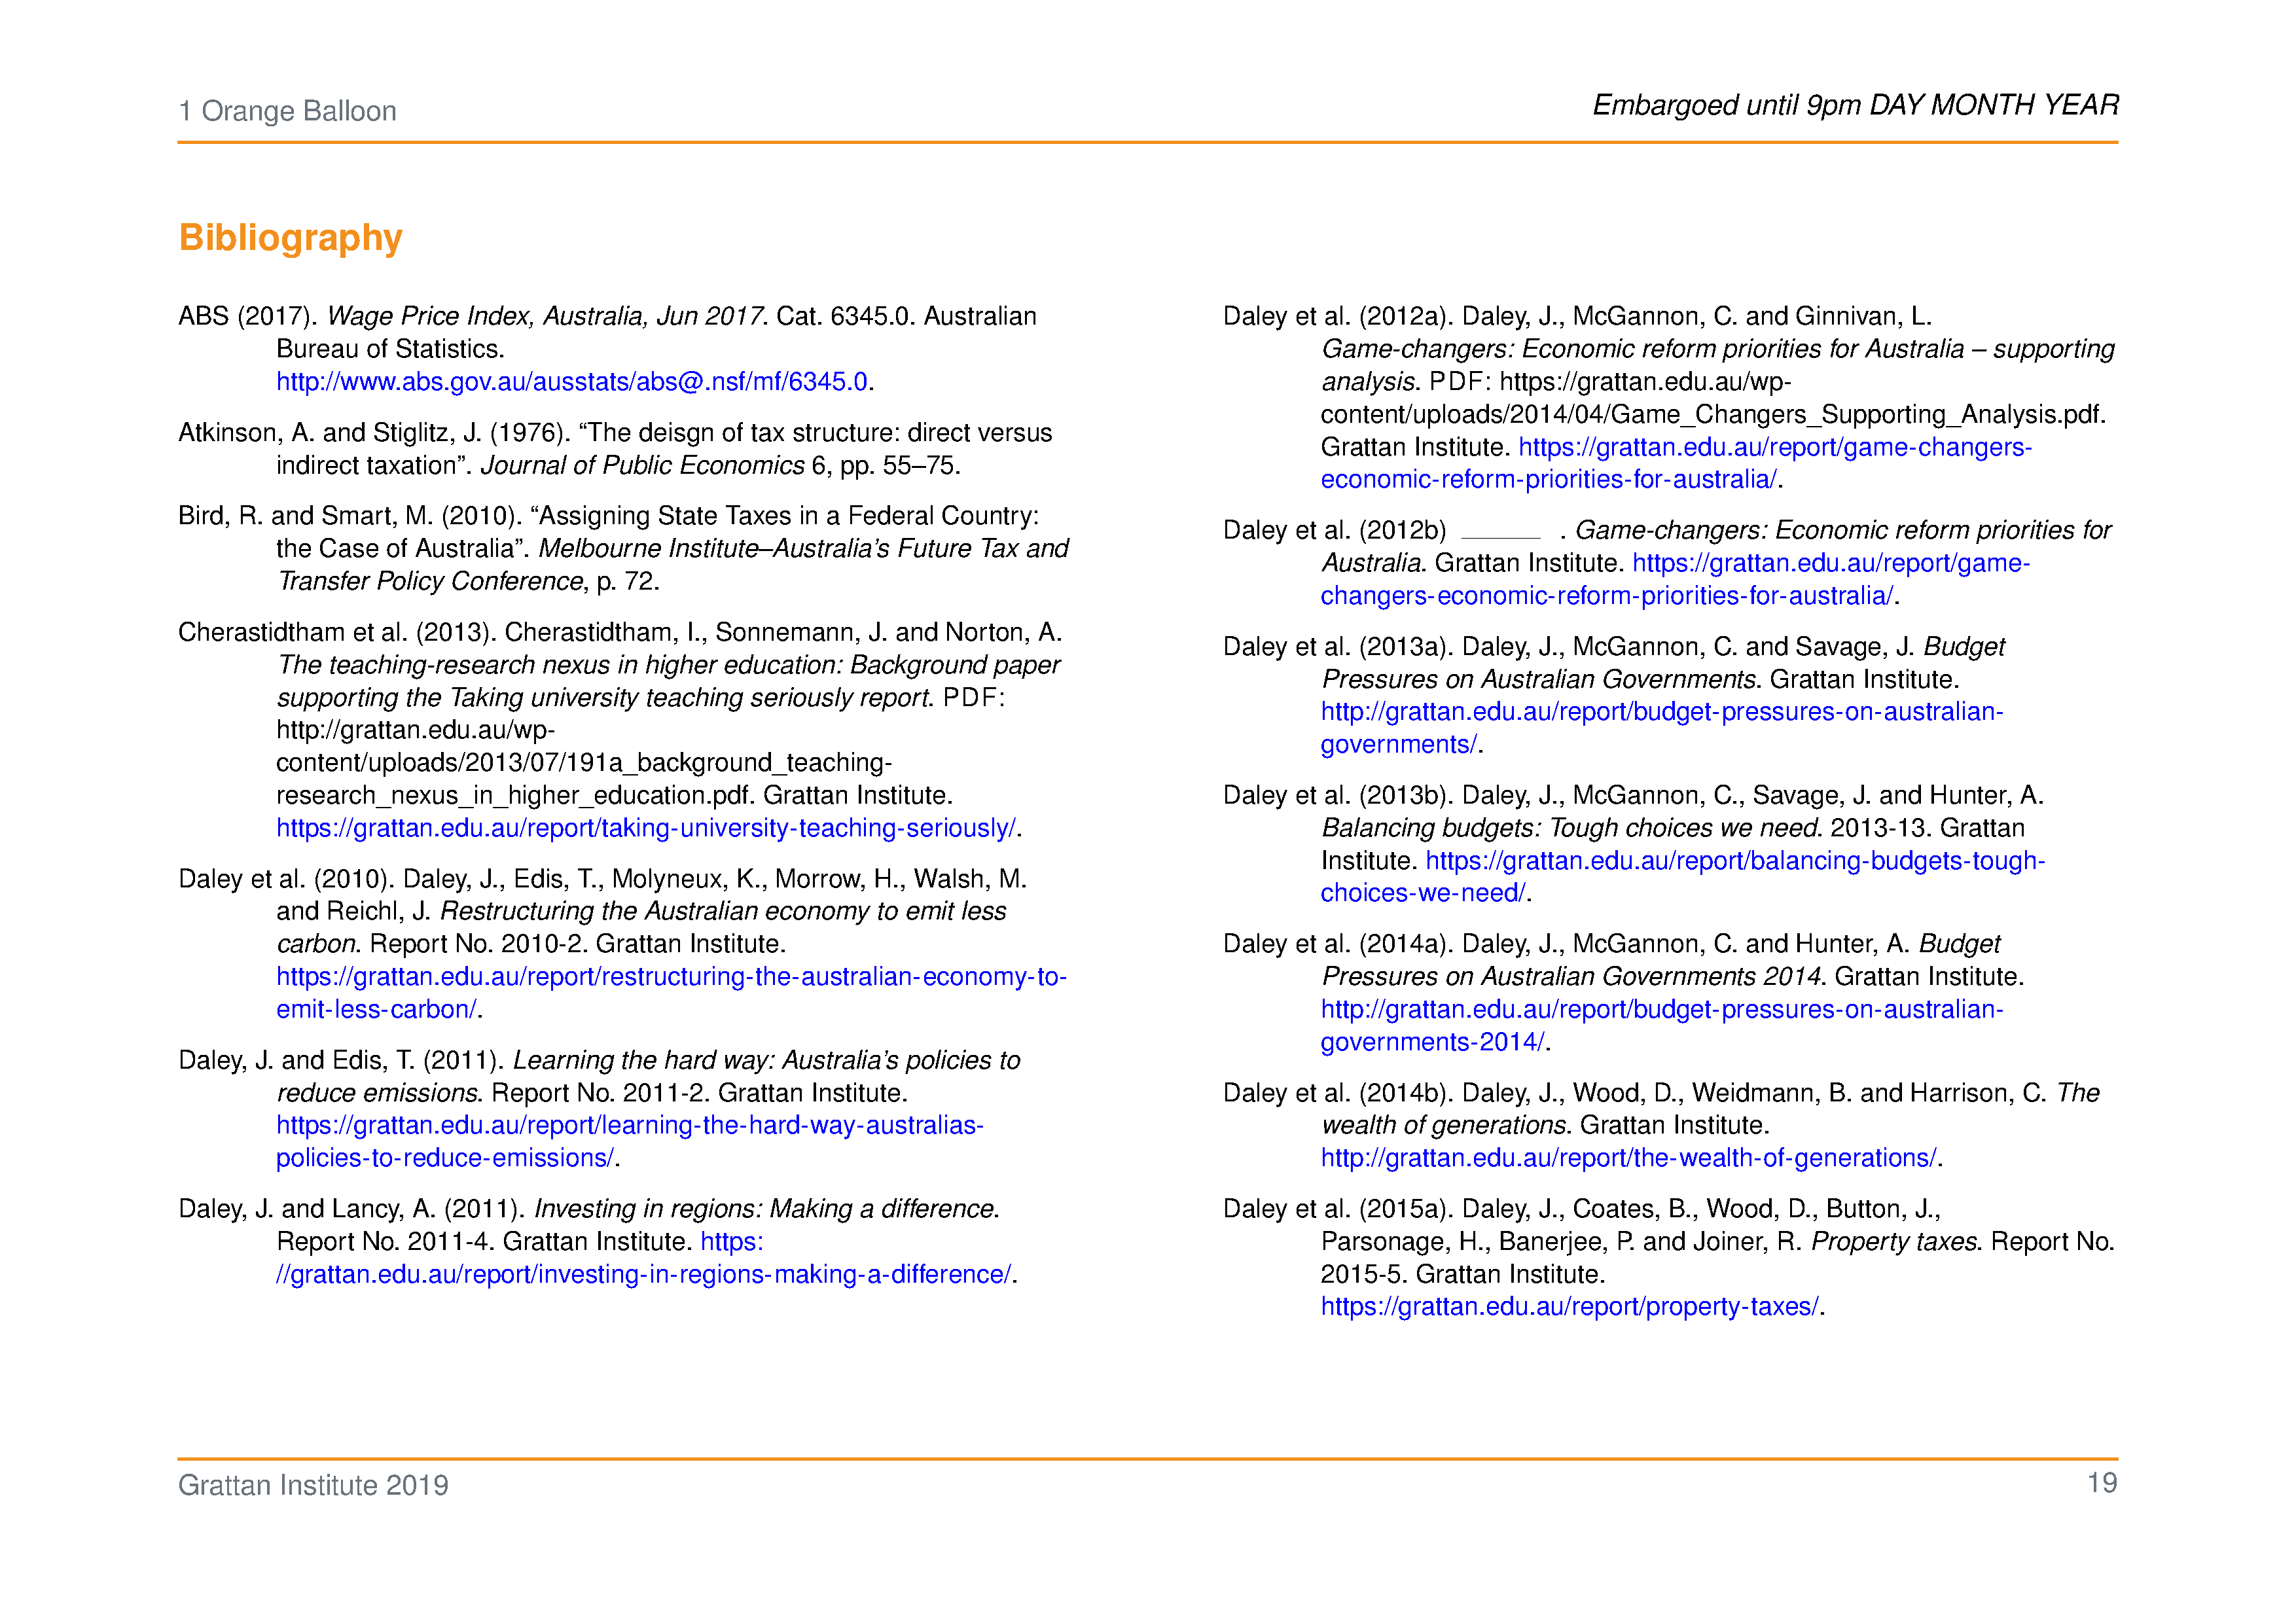 1 Orange Balloon
Embargoed until 9pm DAY MONTH YEAR
Bibliography
ABS (2017). Wage Price Index, Australia, Jun 2017. Cat. 6345.0. Australian
Bureau of Statistics.
http://www.abs.gov.au/ausstats/abs@.nsf/mf/6345.0.
Atkinson, A. and Stiglitz, J. (1976). “The deisgn of tax structure: direct versus
indirect taxation”. Journal of Public Economics 6, pp. 55–75.
Bird, R. and Smart, M. (2010). “Assigning State Taxes in a Federal Country:
the Case of Australia”. Melbourne Institute–Australia’s Future Tax and
Transfer Policy Conference, p. 72.
Cherastidtham et al. (2013). Cherastidtham, I., Sonnemann, J. and Norton, A.
The teaching-research nexus in higher education: Background paper
supporting the Taking university teaching seriously report. PDF:
http://grattan.edu.au/wp-
content/uploads/2013/07/191a_background_teaching-
research_nexus_in_higher_education.pdf. Grattan Institute.
https://grattan.edu.au/report/taking-university-teaching-seriously/.
Daley et al. (2010). Daley, J., Edis, T., Molyneux, K., Morrow, H., Walsh, M.
and Reichl, J. Restructuring the Australian economy to emit less
carbon. Report No. 2010-2. Grattan Institute.
https://grattan.edu.au/report/restructuring-the-australian-economy-to-
emit-less-carbon/.
Daley, J. and Edis, T. (2011). Learning the hard way: Australia’s policies to
reduce emissions. Report No. 2011-2. Grattan Institute.
https://grattan.edu.au/report/learning-the-hard-way-australias-
policies-to-reduce-emissions/.
Daley, J. and Lancy, A. (2011). Investing in regions: Making a difference.
Report No. 2011-4. Grattan Institute. https:
//grattan.edu.au/report/investing-in-regions-making-a-difference/.
Daley et al. (2012a). Daley, J., McGannon, C. and Ginnivan, L.
Game-changers: Economic reform priorities for Australia – supporting
analysis. PDF: https://grattan.edu.au/wp-
content/uploads/2014/04/Game_Changers_Supporting_Analysis.pdf.
Grattan Institute. https://grattan.edu.au/report/game-changers-
economic-reform-priorities-for-australia/.
Daley et al. (2012b) ______ . Game-changers: Economic reform priorities for
Australia. Grattan Institute. https://grattan.edu.au/report/game-
changers-economic-reform-priorities-for-australia/.
Daley et al. (2013a). Daley, J., McGannon, C. and Savage, J. Budget
Pressures on Australian Governments. Grattan Institute.
http://grattan.edu.au/report/budget-pressures-on-australian-
governments/.
Daley et al. (2013b). Daley, J., McGannon, C., Savage, J. and Hunter, A.
Balancing budgets: Tough choices we need. 2013-13. Grattan
Institute. https://grattan.edu.au/report/balancing-budgets-tough-
choices-we-need/.
Daley et al. (2014a). Daley, J., McGannon, C. and Hunter, A. Budget
Pressures on Australian Governments 2014. Grattan Institute.
http://grattan.edu.au/report/budget-pressures-on-australian-
governments-2014/.
Daley et al. (2014b). Daley, J., Wood, D., Weidmann, B. and Harrison, C. The
wealth of generations. Grattan Institute.
http://grattan.edu.au/report/the-wealth-of-generations/.
Daley et al. (2015a). Daley, J., Coates, B., Wood, D., Button, J.,
Parsonage, H., Banerjee, P. and Joiner, R. Property taxes. Report No.
2015-5. Grattan Institute.
https://grattan.edu.au/report/property-taxes/.
Grattan Institute 2019
19